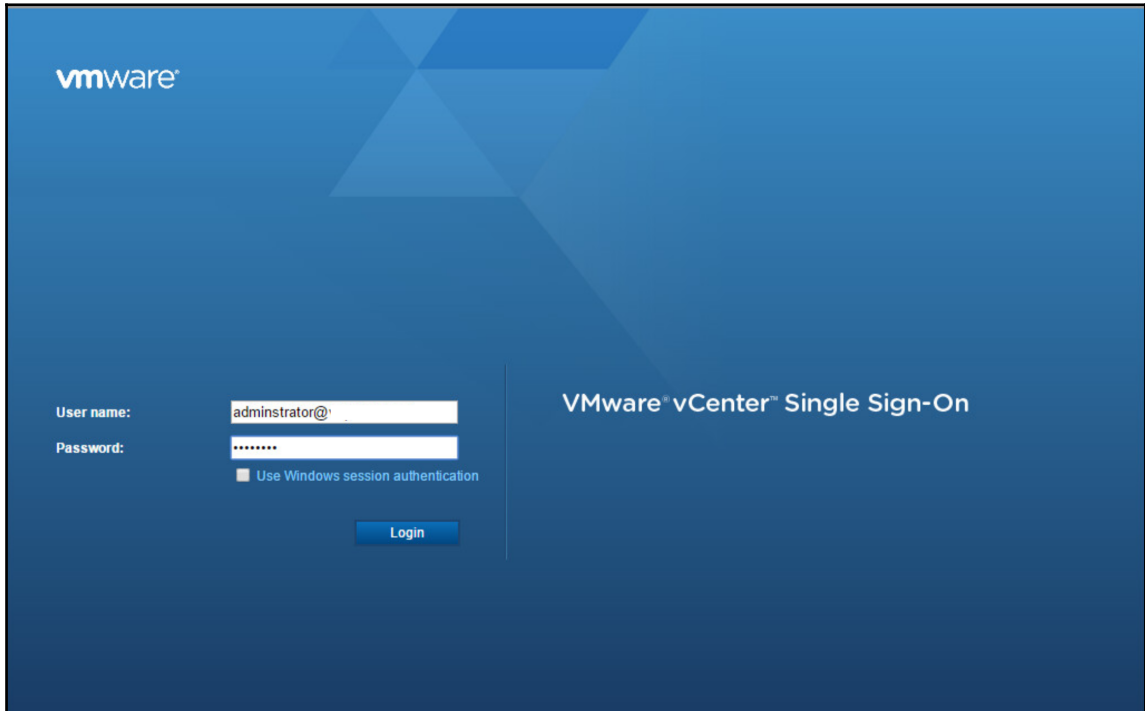 vmware®
User name:
adminstrator@
Password:
••••••••
Use Windows session authentication
Login
VMware® vCenter™ Single Sign-On